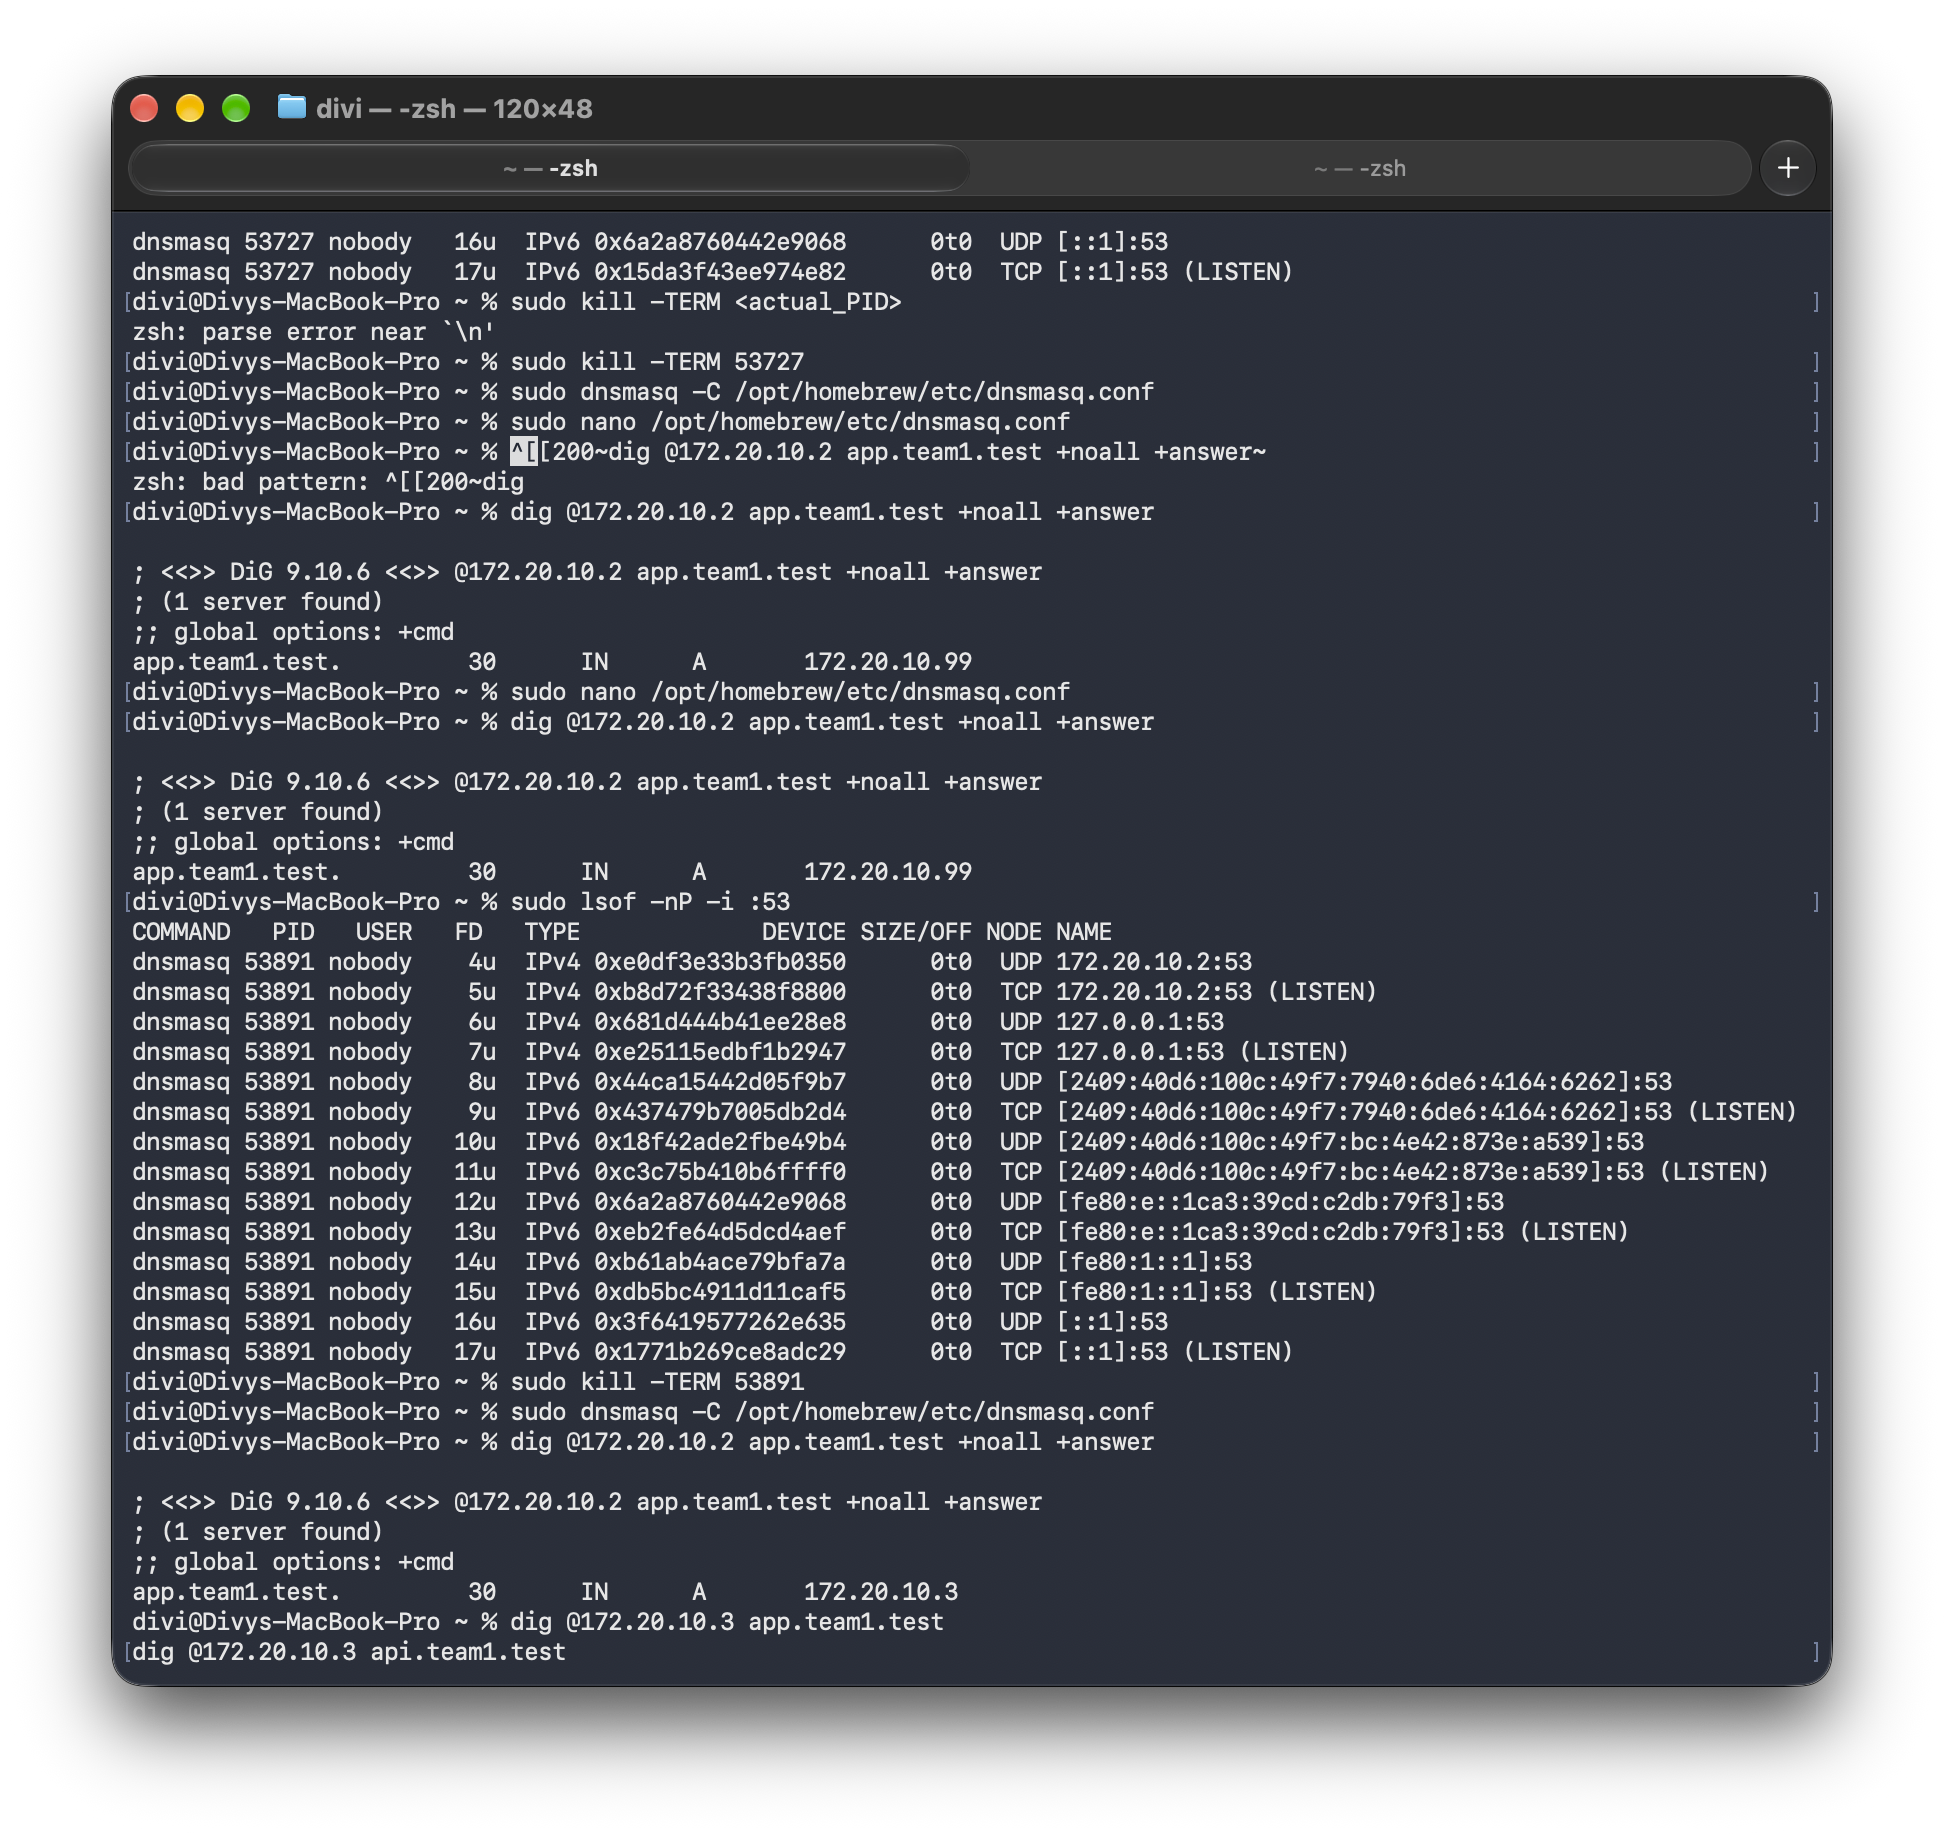 divi — -zsh — 120×48
~ — -zsh
~ — -zsh
+
dnsmasq 53727 nobody   16u  IPv6 0x6a2a8760442e9068      0t0  UDP [::1]:53
dnsmasq 53727 nobody   17u  IPv6 0x15da3f43ee974e82      0t0  TCP [::1]:53 (LISTEN)
[divi@Divys-MacBook-Pro ~ % sudo kill -TERM <actual_PID> ]
zsh: parse error near `\n'
[divi@Divys-MacBook-Pro ~ % sudo kill -TERM 53727 ]
[divi@Divys-MacBook-Pro ~ % sudo dnsmasq -C /opt/homebrew/etc/dnsmasq.conf ]
[divi@Divys-MacBook-Pro ~ % sudo nano /opt/homebrew/etc/dnsmasq.conf ]
[divi@Divys-MacBook-Pro ~ % ^[[200~dig @172.20.10.2 app.team1.test +noall +answer~ ]
zsh: bad pattern: ^[[200~dig
[divi@Divys-MacBook-Pro ~ % dig @172.20.10.2 app.team1.test +noall +answer ]
; <<>> DiG 9.10.6 <<>> @172.20.10.2 app.team1.test +noall +answer
; (1 server found)
;; global options: +cmd
app.team1.test.         30      IN      A       172.20.10.99
[divi@Divys-MacBook-Pro ~ % sudo nano /opt/homebrew/etc/dnsmasq.conf ]
[divi@Divys-MacBook-Pro ~ % dig @172.20.10.2 app.team1.test +noall +answer ]
; <<>> DiG 9.10.6 <<>> @172.20.10.2 app.team1.test +noall +answer
; (1 server found)
;; global options: +cmd
app.team1.test.         30      IN      A       172.20.10.99
[divi@Divys-MacBook-Pro ~ % sudo lsof -nP -i :53 ]
COMMAND   PID   USER   FD   TYPE             DEVICE SIZE/OFF NODE NAME
dnsmasq 53891 nobody    4u  IPv4 0xe0df3e33b3fb0350      0t0  UDP 172.20.10.2:53
dnsmasq 53891 nobody    5u  IPv4 0xb8d72f33438f8800      0t0  TCP 172.20.10.2:53 (LISTEN)
dnsmasq 53891 nobody    6u  IPv4 0x681d444b41ee28e8      0t0  UDP 127.0.0.1:53
dnsmasq 53891 nobody    7u  IPv4 0xe25115edbf1b2947      0t0  TCP 127.0.0.1:53 (LISTEN)
dnsmasq 53891 nobody    8u  IPv6 0x44ca15442d05f9b7      0t0  UDP [2409:40d6:100c:49f7:7940:6de6:4164:6262]:53
dnsmasq 53891 nobody    9u  IPv6 0x437479b7005db2d4      0t0  TCP [2409:40d6:100c:49f7:7940:6de6:4164:6262]:53 (LISTEN)
dnsmasq 53891 nobody   10u  IPv6 0x18f42ade2fbe49b4      0t0  UDP [2409:40d6:100c:49f7:bc:4e42:873e:a539]:53
dnsmasq 53891 nobody   11u  IPv6 0xc3c75b410b6ffff0      0t0  TCP [2409:40d6:100c:49f7:bc:4e42:873e:a539]:53 (LISTEN)
dnsmasq 53891 nobody   12u  IPv6 0x6a2a8760442e9068      0t0  UDP [fe80:e::1ca3:39cd:c2db:79f3]:53
dnsmasq 53891 nobody   13u  IPv6 0xeb2fe64d5dcd4aef      0t0  TCP [fe80:e::1ca3:39cd:c2db:79f3]:53 (LISTEN)
dnsmasq 53891 nobody   14u  IPv6 0xb61ab4ace79bfa7a      0t0  UDP [fe80:1::1]:53
dnsmasq 53891 nobody   15u  IPv6 0xdb5bc4911d11caf5      0t0  TCP [fe80:1::1]:53 (LISTEN)
dnsmasq 53891 nobody   16u  IPv6 0x3f6419577262e635      0t0  UDP [::1]:53
dnsmasq 53891 nobody   17u  IPv6 0x1771b269ce8adc29      0t0  TCP [::1]:53 (LISTEN)
[divi@Divys-MacBook-Pro ~ % sudo kill -TERM 53891 ]
[divi@Divys-MacBook-Pro ~ % sudo dnsmasq -C /opt/homebrew/etc/dnsmasq.conf ]
[divi@Divys-MacBook-Pro ~ % dig @172.20.10.2 app.team1.test +noall +answer ]
; <<>> DiG 9.10.6 <<>> @172.20.10.2 app.team1.test +noall +answer
; (1 server found)
;; global options: +cmd
app.team1.test.         30      IN      A       172.20.10.3
divi@Divys-MacBook-Pro ~ % dig @172.20.10.3 app.team1.test
[dig @172.20.10.3 api.team1.test ]